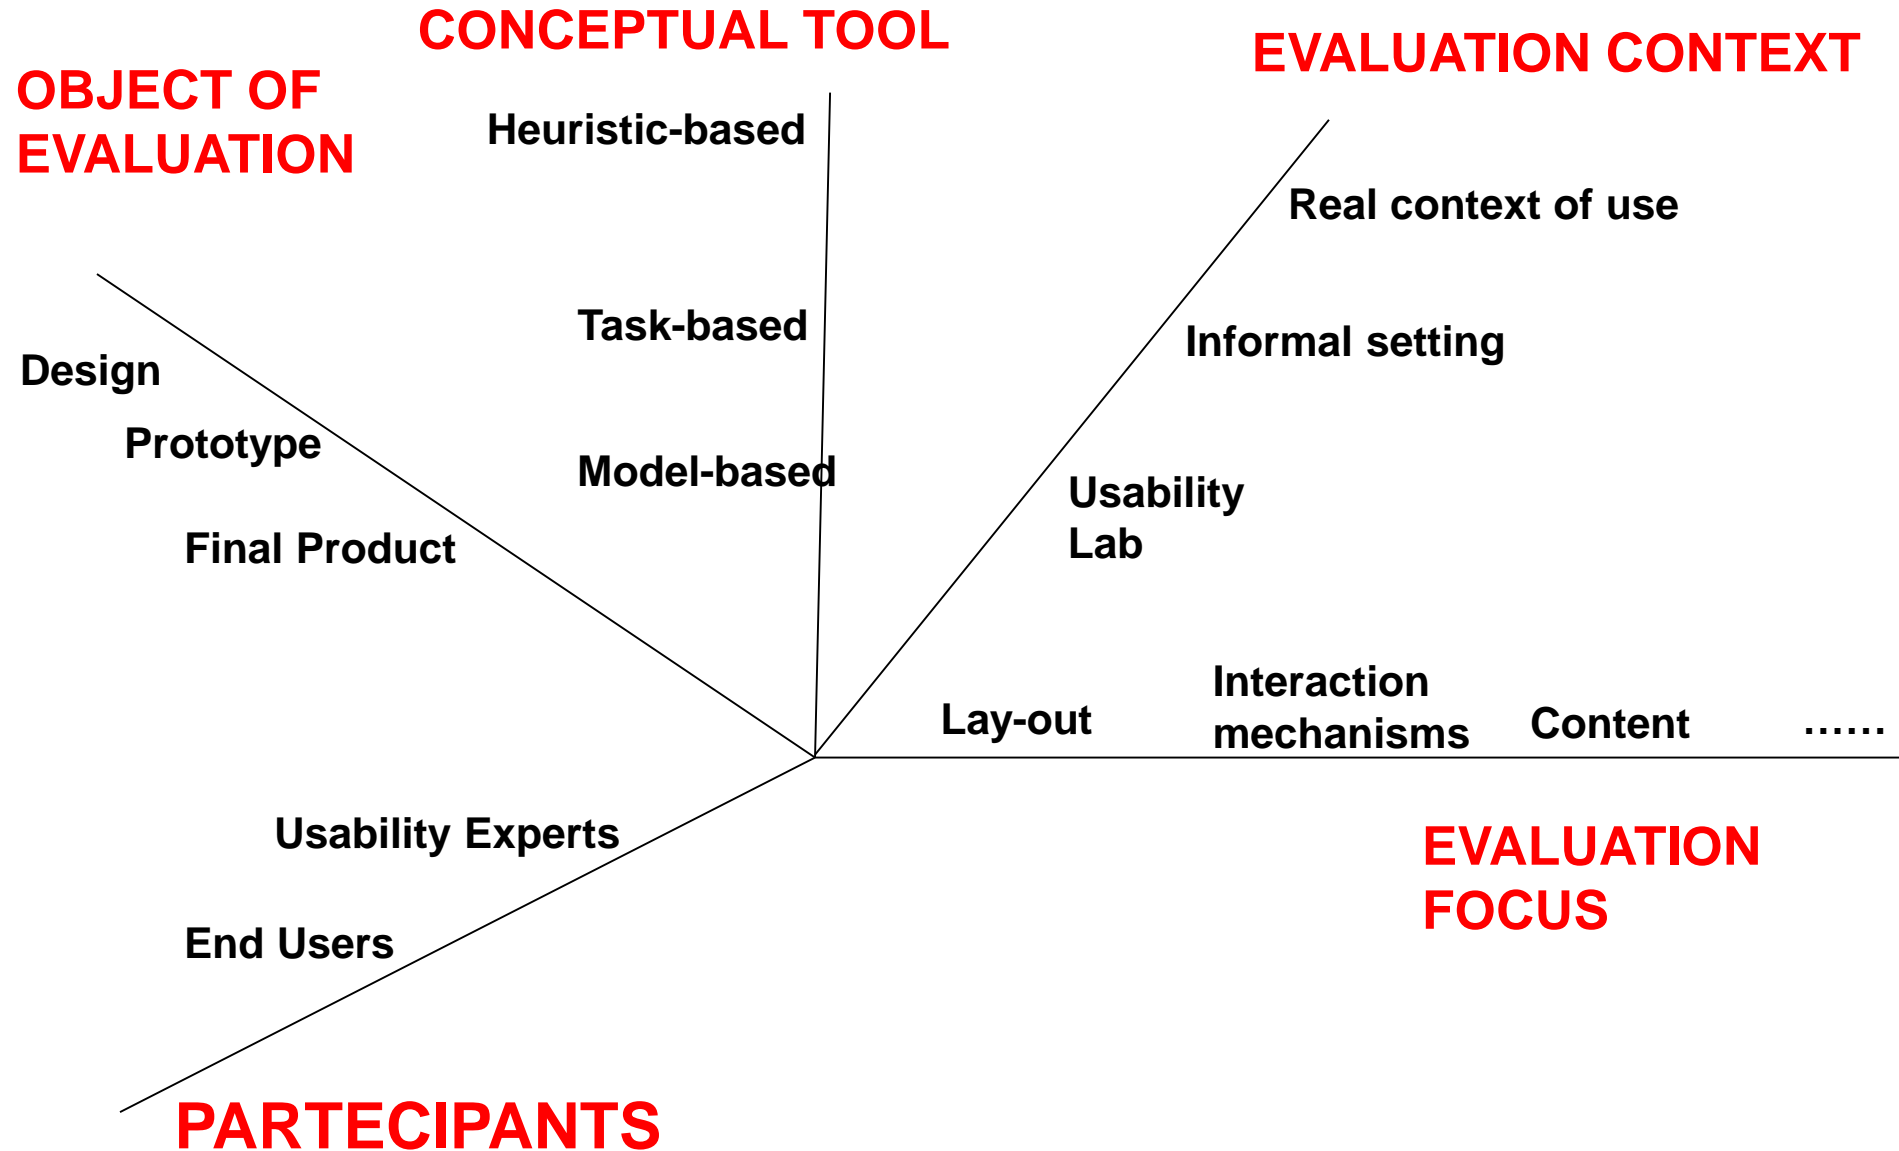 CONCEPTUAL TOOL
EVALUATION CONTEXT
OBJECT OF
EVALUATION
Heuristic-based
Real context of use
Task-based
Informal setting
Design
Prototype
Model-based
Usability
Lab
Final Product
Lay-out
Interaction
mechanisms
Content
......
Usability Experts
EVALUATION
FOCUS
End Users
PARTECIPANTS